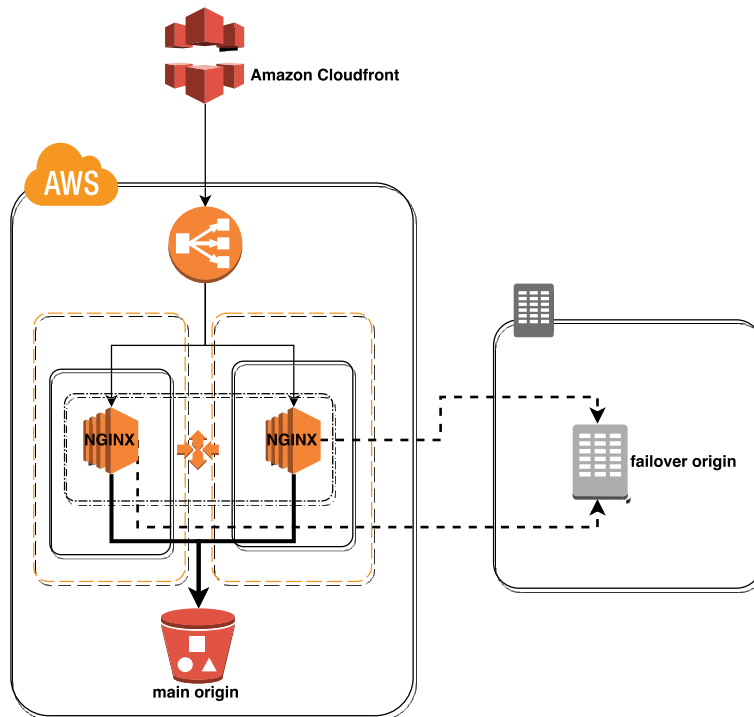 Amazon Cloudfront
AWS
NGINX
NGINX
failover origin
main origin